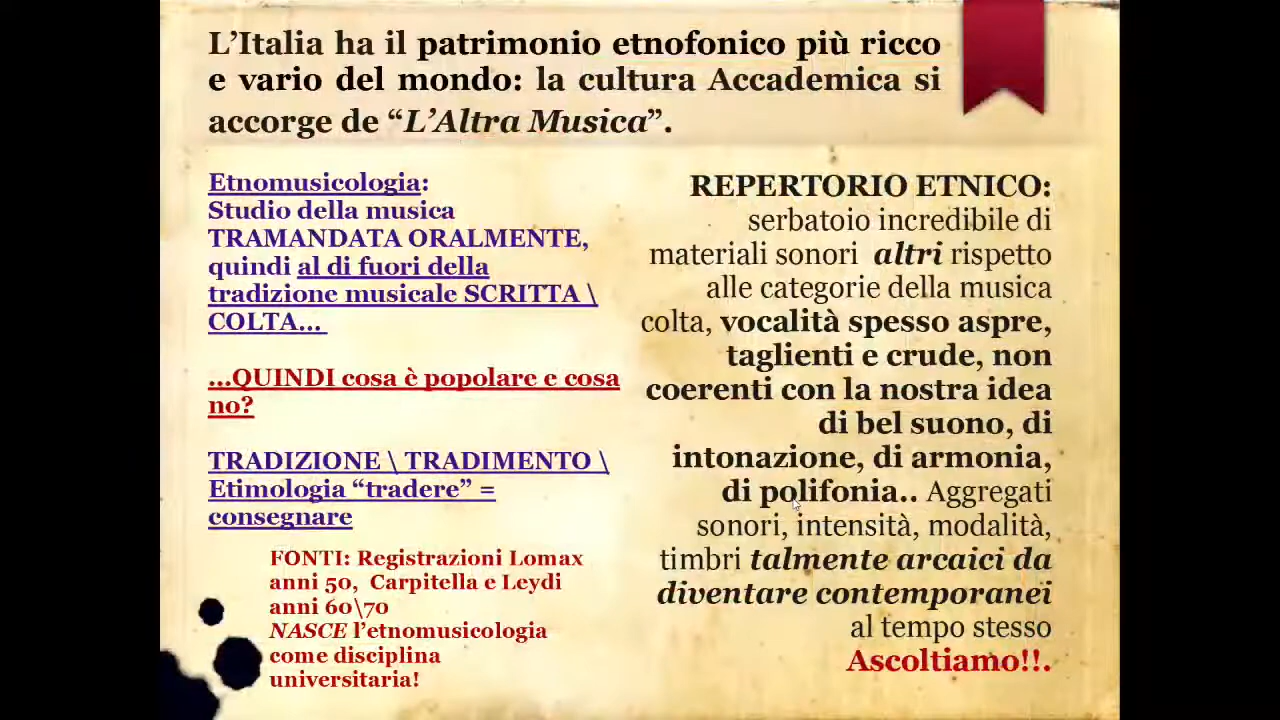 L’Italia ha il patrimonio etnofonico più ricco
e vario del mondo: la cultura Accademica si
accorge de “L’Altra Musica”.
Etnomusicologia:
Studio della musica
TRAMANDATA ORALMENTE,
quindi al di fuori della
tradizione musicale SCRITTA \
COLTA…
…QUINDI cosa è popolare e cosa
no?
TRADIZIONE \ TRADIMENTO \
Etimologia “tradere” =
consegnare
FONTI: Registrazioni Lomax
anni 50, Carpitella e Leydi
anni 60\70
NASCE l’etnomusicologia
come disciplina
universitaria!
REPERTORIO ETNICO:
serbatoio incredibile di
materiali sonori altri rispetto
alle categorie della musica
colta, vocalità spesso aspre,
taglienti e crude, non
coerenti con la nostra idea
di bel suono, di
intonazione, di armonia,
di polifonia.. Aggregati
sonori, intensità, modalità,
timbri talmente arcaici da
diventare contemporanei
al tempo stesso
Ascoltiamo!!.